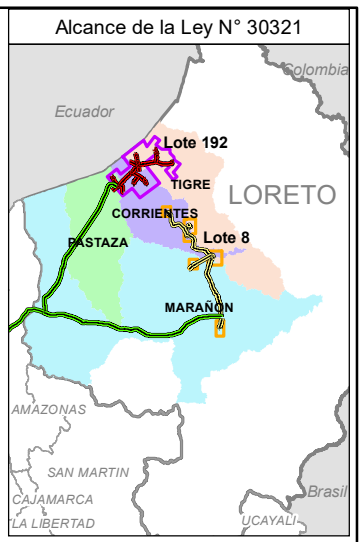 Alcance de la Ley N° 30321
Colombia
Ecuador
Lote 192
TIGRE
LORETO
CORRIENTES
Lote 8
PASTAZA
MARAÑON
AMAZONAS
SAN MARTIN
CAJAMARCA
Brasil
LA LIBERTAD
UCAYALI